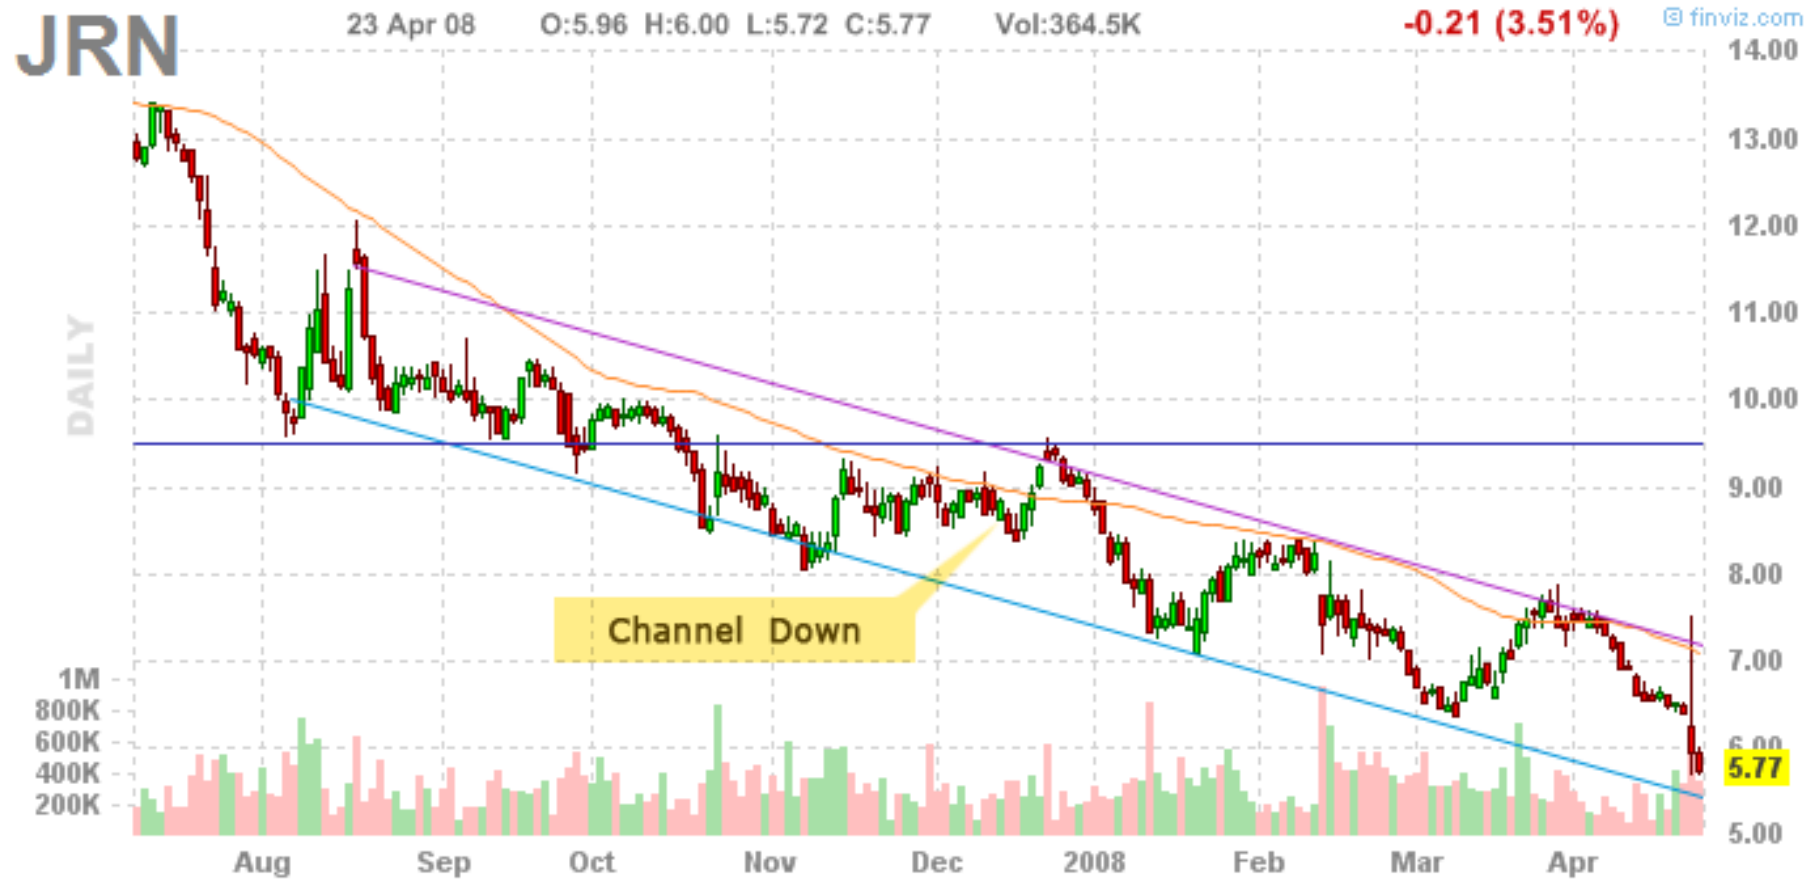 JRN 23 Apr 08 O:5.96 H:6.00 L:5.72 C:5.77 Vol:364.5K -0.21 (3.51%) © finviz.com
14.00
13.00
12.00
11.00
DAILY
10.00
9.00
8.00
Channel Down
7.00
1M
800K
600K
6.00
5.77
400K
200K
5.00
Aug Sep Oct Nov Dec 2008 Feb Mar Apr